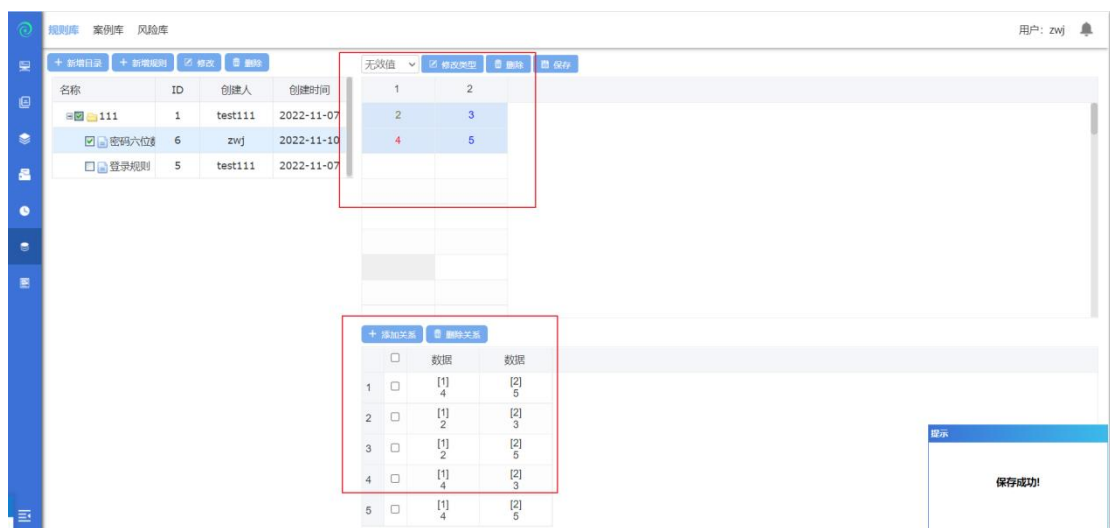 规则库 案例库 风险库 用户: zwj
+ 新增目录 + 新增规则 修改 删除 无效值 修改类型 删除 保存
名称 ID 创建人 创建时间 1 2
111 1 test111 2022-11-07 2 3
密码六位数 6 zwj 2022-11-10 4 5
登录规则 5 test111 2022-11-07
+ 添加关系 删除关系
数据 数据
1 [1] [2]
4 5
2 [1] [2]
2 3
3 [1] [2]
2 5
4 [1] [2]
4 3
5 [1] [2]
4 5
提示
保存成功!